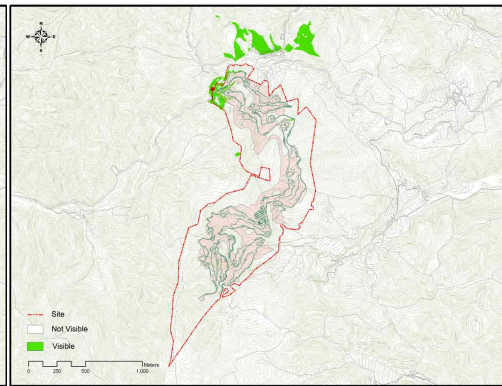 N
W E
S
Site
Not Visible
Visible
Meters
0 250 500 1,000